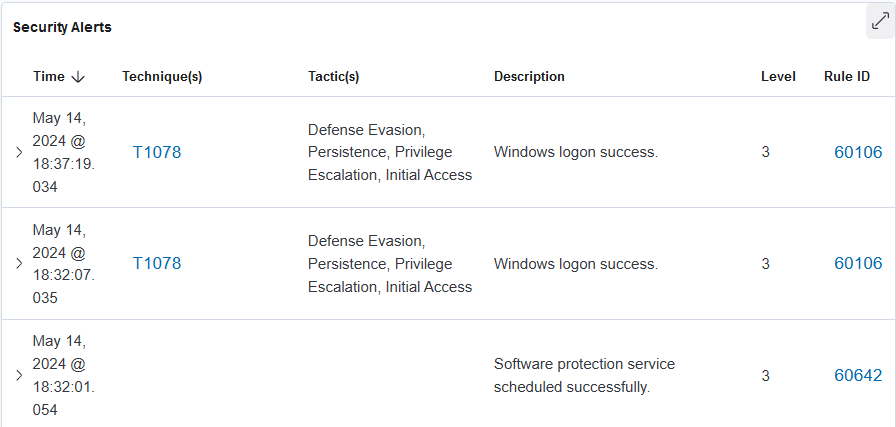 Security Alerts
Time Technique(s) Tactic(s) Description Level Rule ID
May 14,
2024 @
18:37:19.
034
T1078
Defense Evasion,
Persistence, Privilege
Escalation, Initial Access
Windows logon success.
3
60106
May 14,
2024 @
18:32:07.
035
T1078
Defense Evasion,
Persistence, Privilege
Escalation, Initial Access
Windows logon success.
3
60106
May 14,
2024 @
18:32:01.
054
Software protection service
scheduled successfully.
3
60642